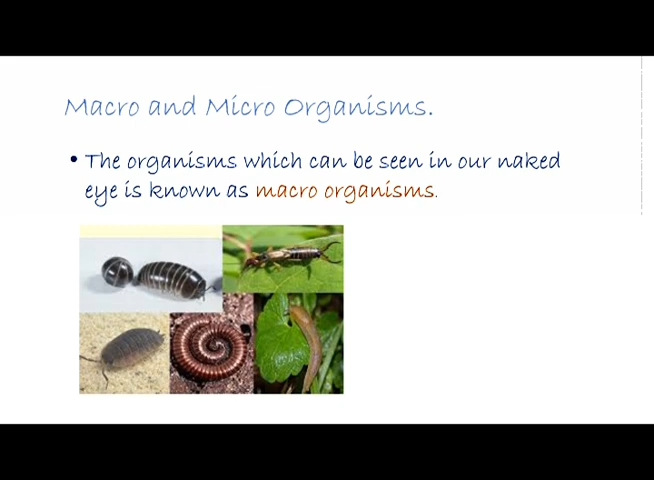 Macro and Micro Organisms.
• The organisms which can be seen in our naked
eye is known as macro organisms.